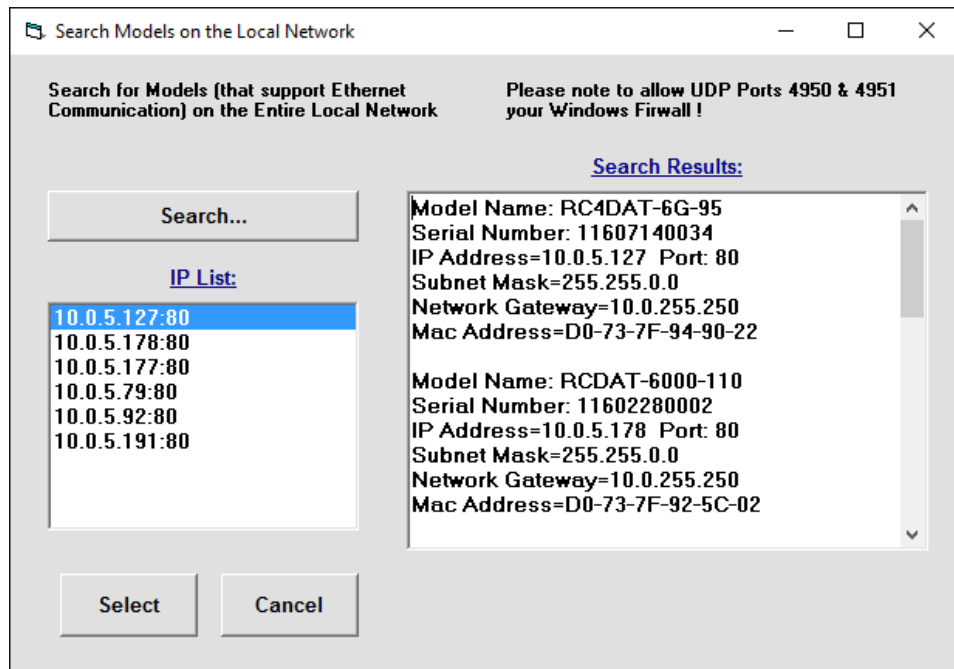 Search Models on the Local Network
Search for Models (that support Ethernet
Communication) on the Entire Local Network
Please note to allow UDP Ports 4950 & 4951
your Windows Firwall !
Search...
IP List:
10.0.5.127:80
10.0.5.178:80
10.0.5.177:80
10.0.5.79:80
10.0.5.92:80
10.0.5.191:80
Search Results:
Model Name: RC4DAT-6G-95
Serial Number: 11607140034
IP Address=10.0.5.127  Port: 80
Subnet Mask=255.255.0.0
Network Gateway=10.0.255.250
Mac Address=D0-73-7F-94-90-22
Model Name: RCDAT-6000-110
Serial Number: 11602280002
IP Address=10.0.5.178  Port: 80
Subnet Mask=255.255.0.0
Network Gateway=10.0.255.250
Mac Address=D0-73-7F-92-5C-02
Select
Cancel